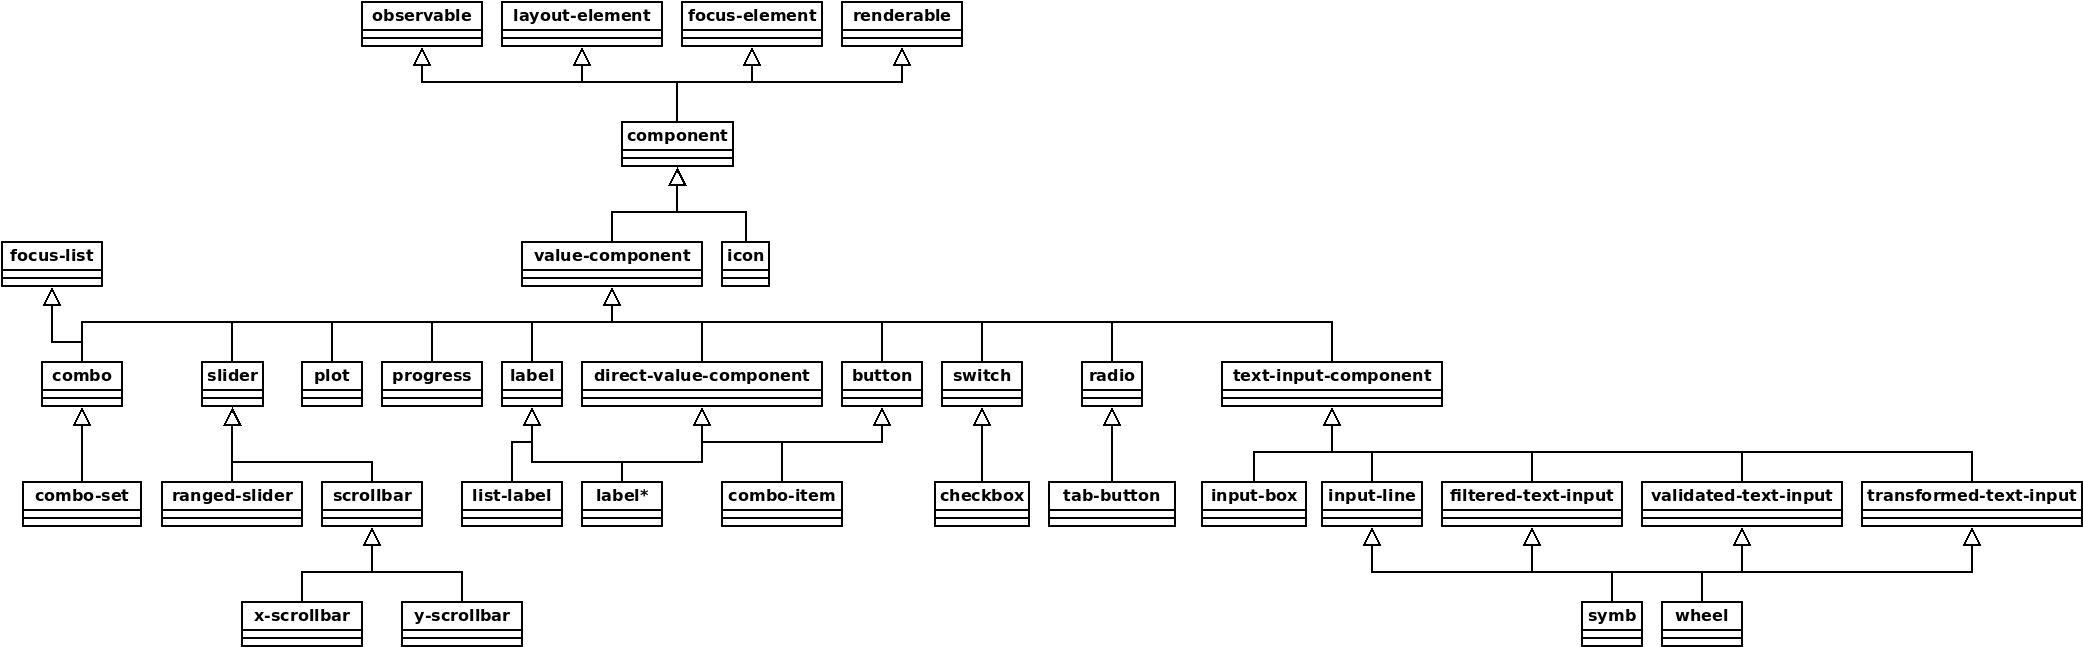 observable
layout-element
focus-element
renderable
component
focus-list
value-component
icon
combo
slider
plot
progress
label
direct-value-component
button
switch
radio
text-input-component
combo-set
ranged-slider
scrollbar
list-label
label*
combo-item
checkbox
tab-button
input-box
input-line
filtered-text-input
validated-text-input
transformed-text-input
x-scrollbar
y-scrollbar
symb
wheel